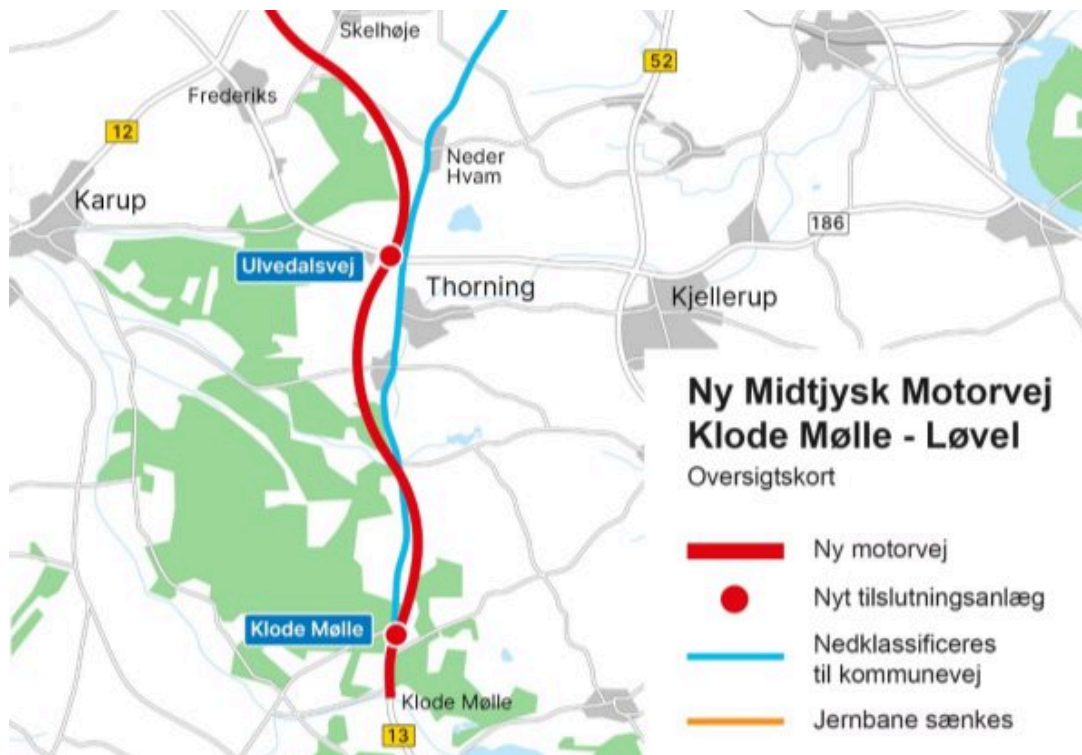 Skelhøje
52
Frederiks
12
Neder
Hvam
Karup
186
Ulvedalsvej
Thorning
Kjellerup
Ny Midtjysk Motorvej
Klode Mølle - Løvel
Oversigtskort
Ny motorvej
Nyt tilslutningsanlæg
Klode Mølle
Nedklassificeres
til kommunevej
Klode Mølle
Jernbane sænkes
13